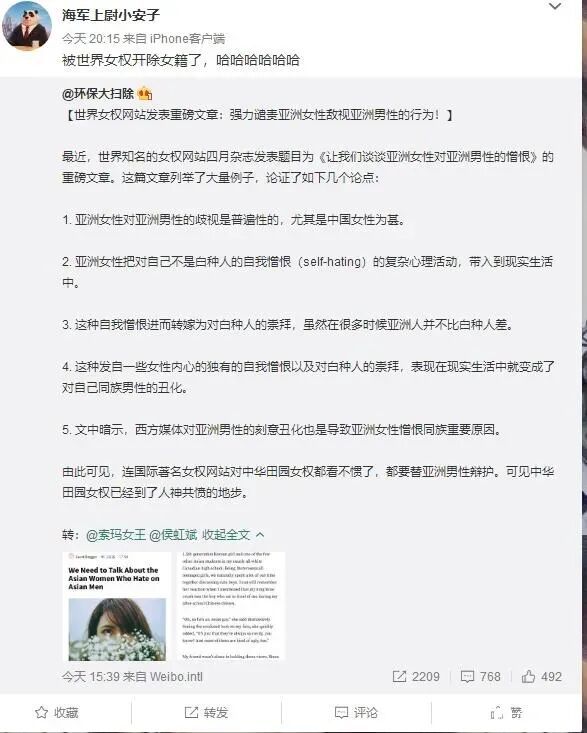 海军上尉小安子
今天 20:15 来自 iPhone客户端
被世界女权开除女籍了，哈哈哈哈哈哈
@环保大扫除
【世界女权网站发表重磅文章：强力谴责亚洲女性敌视亚洲男性的行为！】
最近，世界知名的女权网站四月杂志发表题目为《让我们谈谈亚洲女性对亚洲男性的憎恨》的
重磅文章。这篇文章列举了大量例子，论证了如下几个论点：
1. 亚洲女性对亚洲男性的歧视是普遍性的，尤其是中国女性为甚。
2. 亚洲女性把对自己不是白种人的自我憎恨（self-hating）的复杂心理活动，带入到现实生活
中。
3. 这种自我憎恨进而转嫁为对白种人的崇拜，虽然在很多时候亚洲人并不比白种人差。
4. 这种发自一些女性内心的独有的自我憎恨以及对白种人的崇拜，表现在现实生活中就变成了
对自己同族男性的丑化。
5. 文中暗示，西方媒体对亚洲男性的刻意丑化也是导致亚洲女性憎恨同族重要原因。
由此可见，连国际著名女权网站对中华田园女权都看不惯了，都要替亚洲男性辩护。可见中华
田园女权已经到了人神共愤的地步。
转：@索玛女王 @侯虹斌 收起全文
We Need to Talk About the
Asian Women Who Hate on
Asian Men
今天 15:39 来自 Weibo.intl
2209 768 492
收藏 转发 评论 赞